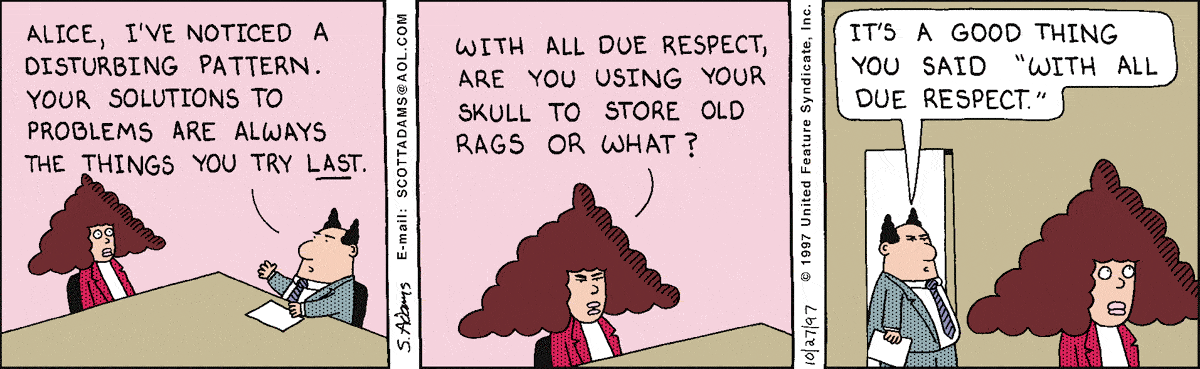 ALICE, I'VE NOTICED A
DISTURBING PATTERN.
YOUR SOLUTIONS TO
PROBLEMS ARE ALWAYS
THE THINGS YOU TRY LAST.
S. Adams
E-mail: SCOTTADAMS@AOL.COM
WITH ALL DUE RESPECT,
ARE YOU USING YOUR
SKULL TO STORE OLD
RAGS OR WHAT?
10/27/97
© 1997 United Feature Syndicate, Inc.
IT'S A GOOD THING
YOU SAID "WITH ALL
DUE RESPECT."